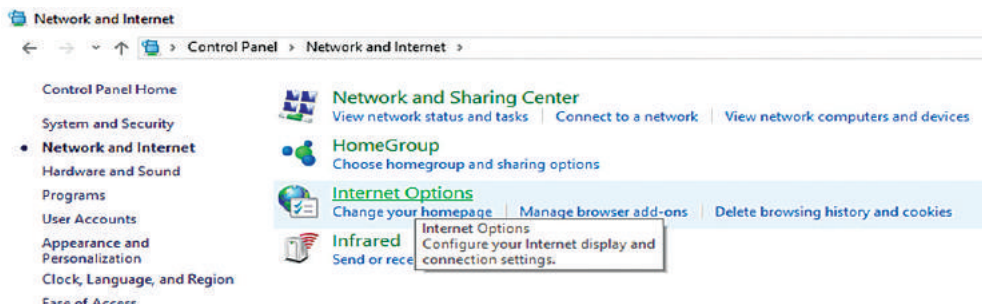 Network and Internet
Control Panel > Network and Internet >
Control Panel Home
System and Security
Network and Internet
Hardware and Sound
Programs
User Accounts
Appearance and
Personalization
Clock, Language, and Region
Ease of Access
Network and Sharing Center
View network status and tasks | Connect to a network | View network computers and devices
HomeGroup
Choose homegroup and sharing options
Internet Options
Change your homepage | Manage browser add-ons | Delete browsing history and cookies
Infrared
Send or rece
Internet Options
Configure your Internet display and
connection settings.